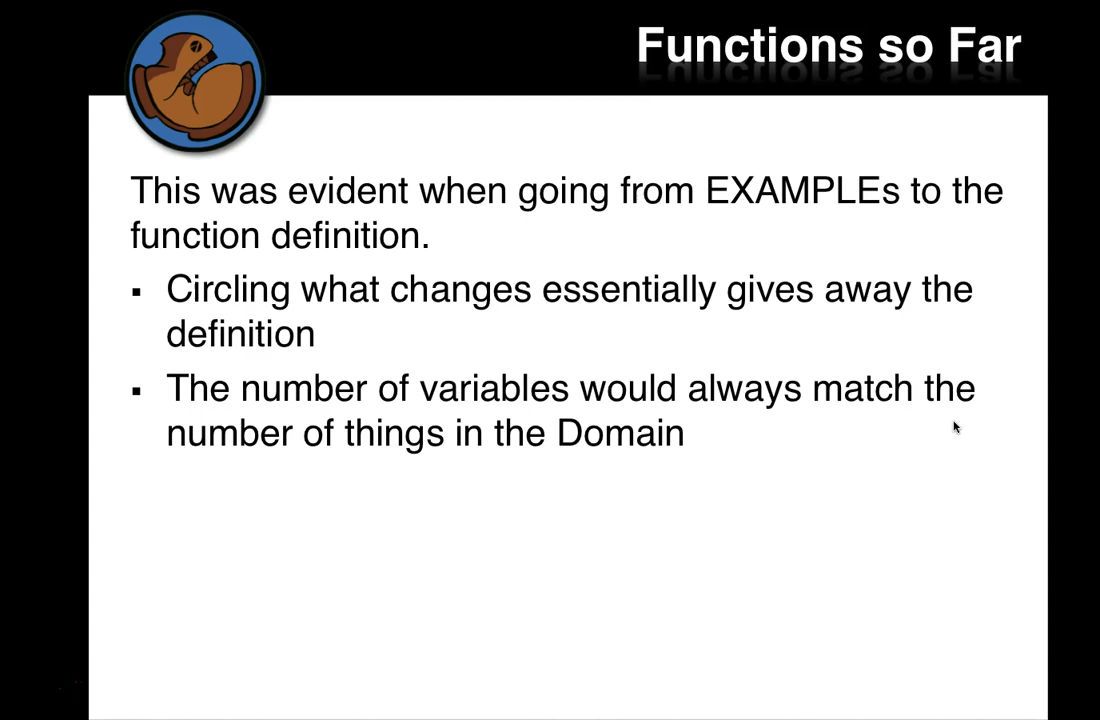 Functions so Far
This was evident when going from EXAMPLEs to the
function definition.
▪ Circling what changes essentially gives away the
definition
▪ The number of variables would always match the
number of things in the Domain